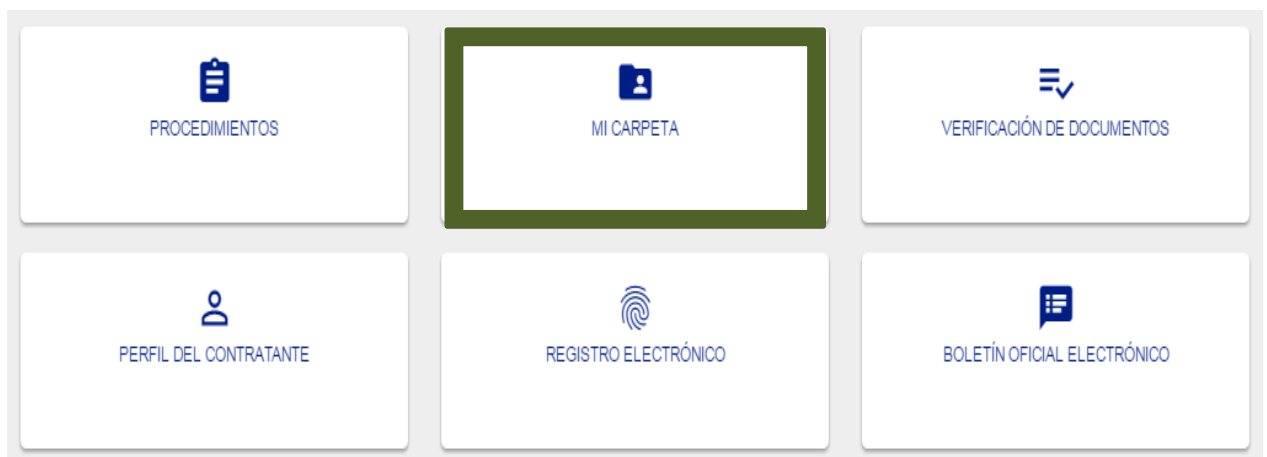 PROCEDIMIENTOS
MI CARPETA
VERIFICACIÓN DE DOCUMENTOS
PERFIL DEL CONTRATANTE
REGISTRO ELECTRÓNICO
BOLETÍN OFICIAL ELECTRÓNICO